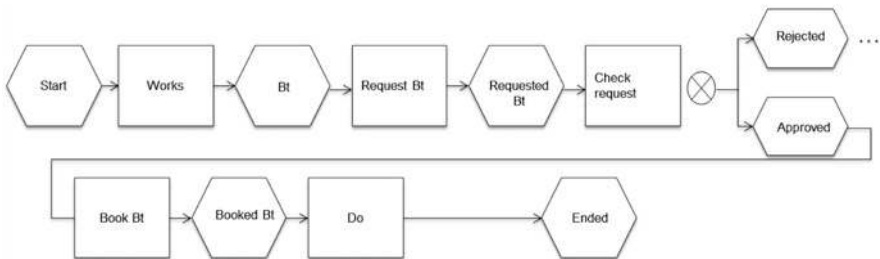 Start
Works
Bt
Request Bt
Requested
Bt
Check
request
Rejected
...
Approved
Book Bt
Booked Bt
Do
Ended